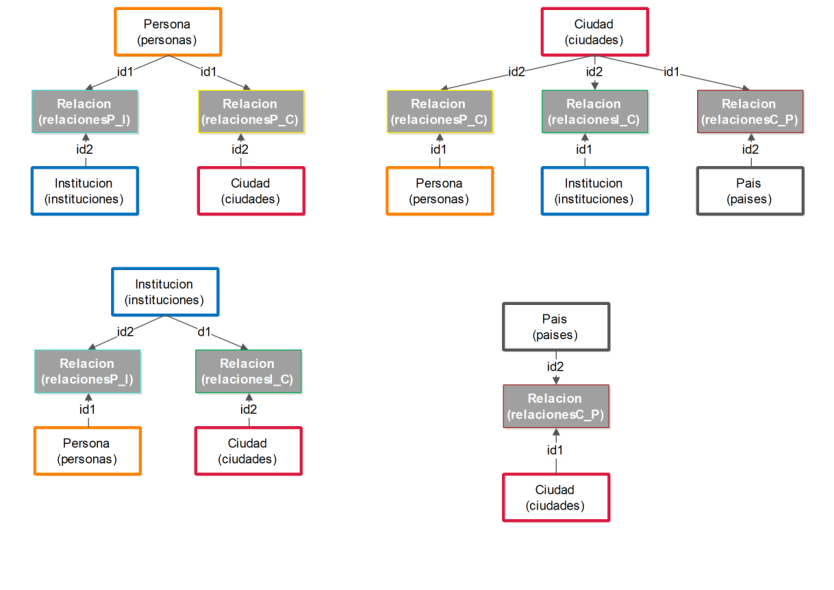 Persona
(personas)
id1
id1
Relacion
(relacionesP_I)
Relacion
(relacionesP_C)
id2
id2
Institucion
(instituciones)
Ciudad
(ciudades)
Ciudad
(ciudades)
id2
id2
id1
Relacion
(relacionesP_C)
Relacion
(relacionesI_C)
Relacion
(relacionesC_P)
id1
id1
id2
Persona
(personas)
Institucion
(instituciones)
Pais
(paises)
Institucion
(instituciones)
id2
d1
Relacion
(relacionesP_I)
Relacion
(relacionesI_C)
id1
id2
Persona
(personas)
Ciudad
(ciudades)
Pais
(paises)
id2
Relacion
(relacionesC_P)
id1
Ciudad
(ciudades)